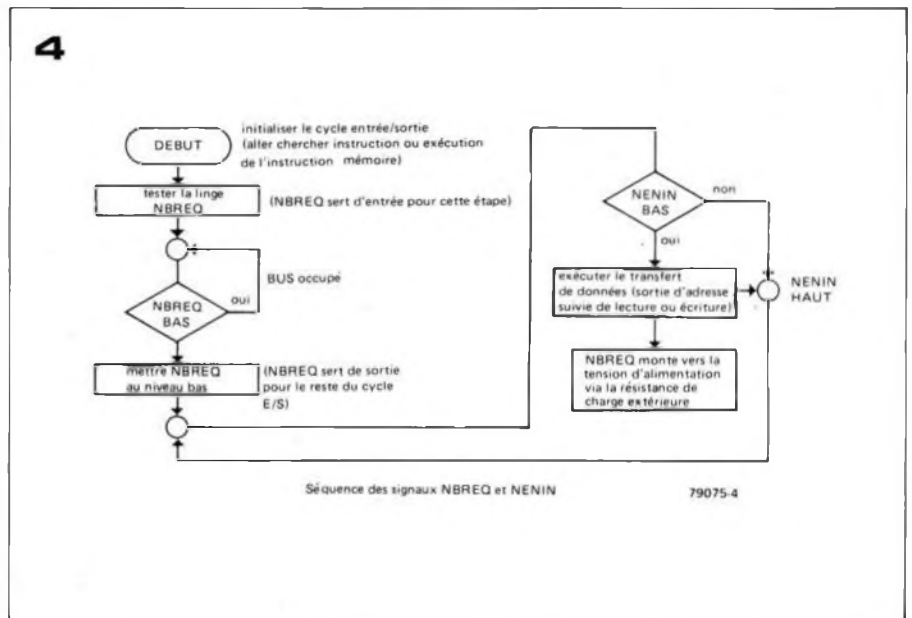 4
DEBUT
initialiser le cycle entrée/sortie
(aller chercher instruction ou exécution
de l'instruction mémoire)
tester la linge
NBREQ
(NBREQ sert d'entrée pour cette étape)
BUS occupé
NBREQ
BAS
oui
mettre NBREQ
au niveau bas
(NBREQ sert de sortie
pour le reste du cycle
E/S)
NENIN
BAS
non
oui
exécuter le transfert
de données (sortie d'adresse
suivie de lecture ou écriture)
NENIN
HAUT
NBREQ monte vers la
tension d'alimentation
via la résistance de
charge extérieure
Séquence des signaux NBREQ et NENIN
79075-4